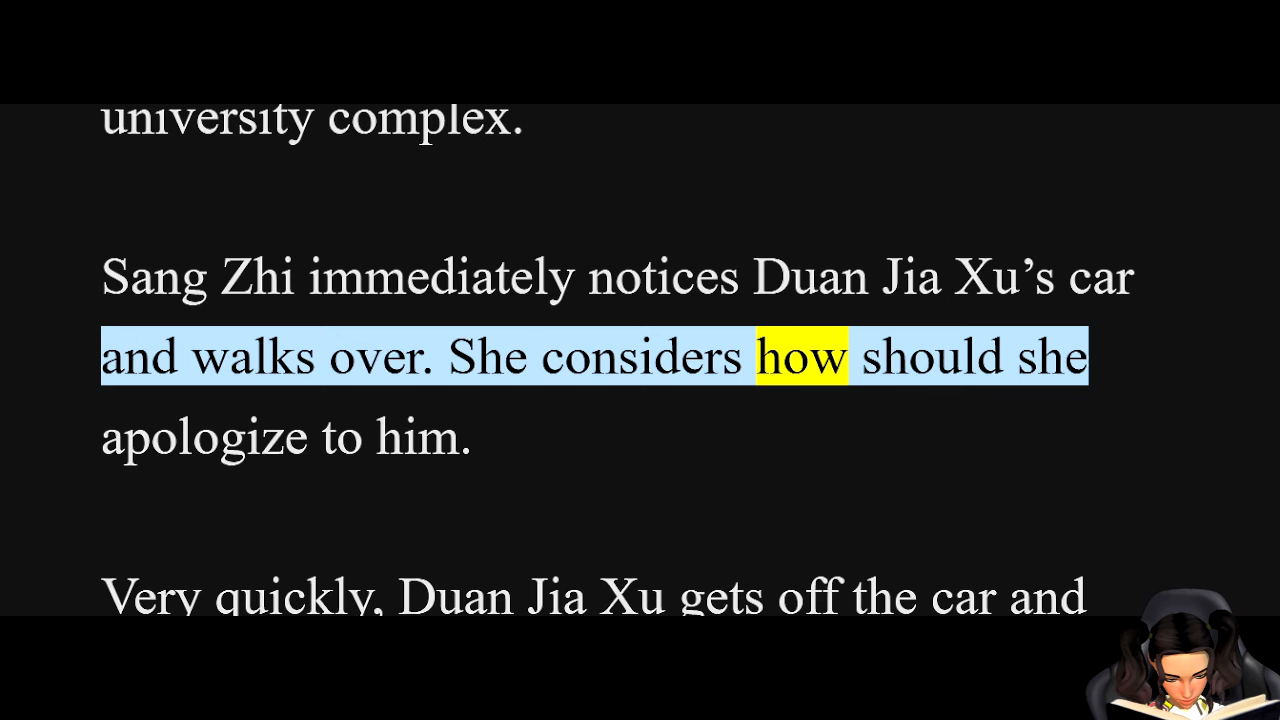 university complex.
Sang Zhi immediately notices Duan Jia Xu’s car
and walks over. She considers how should she
apologize to him.
Very quickly, Duan Jia Xu gets off the car and